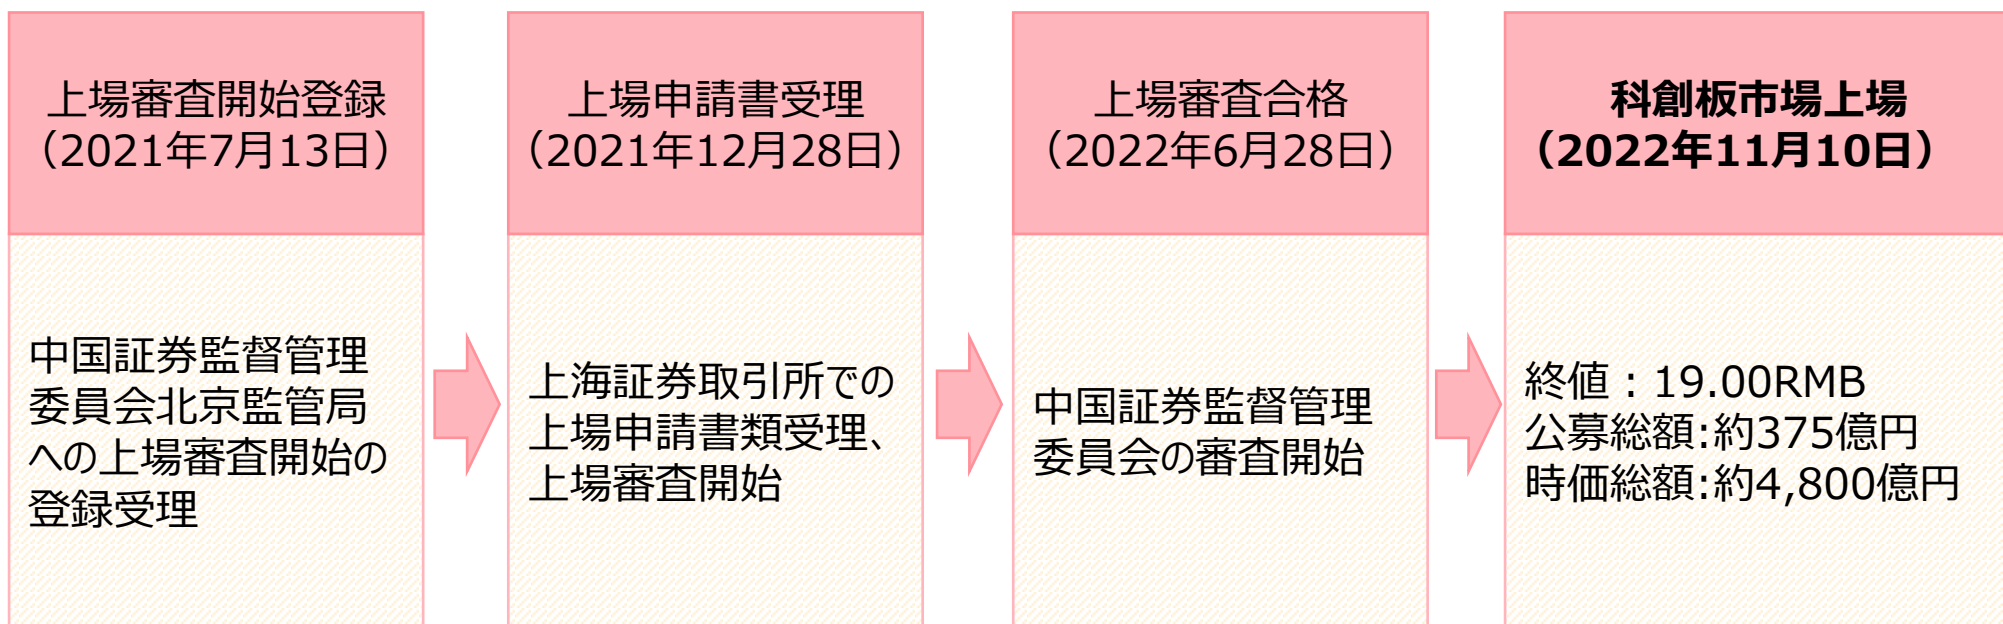 上場審査開始登録
（2021年7月13日）
中国証券監督管理
委員会北京監管局
への上場審査開始の
登録受理
上場申請書受理
（2021年12月28日）
上海証券取引所での
上場申請書類受理、
上場審査開始
上場審査合格
（2022年6月28日）
中国証券監督管理
委員会の審査開始
科創板市場上場
（2022年11月10日）
終値：19.00RMB
公募総額:約375億円
時価総額:約4,800億円